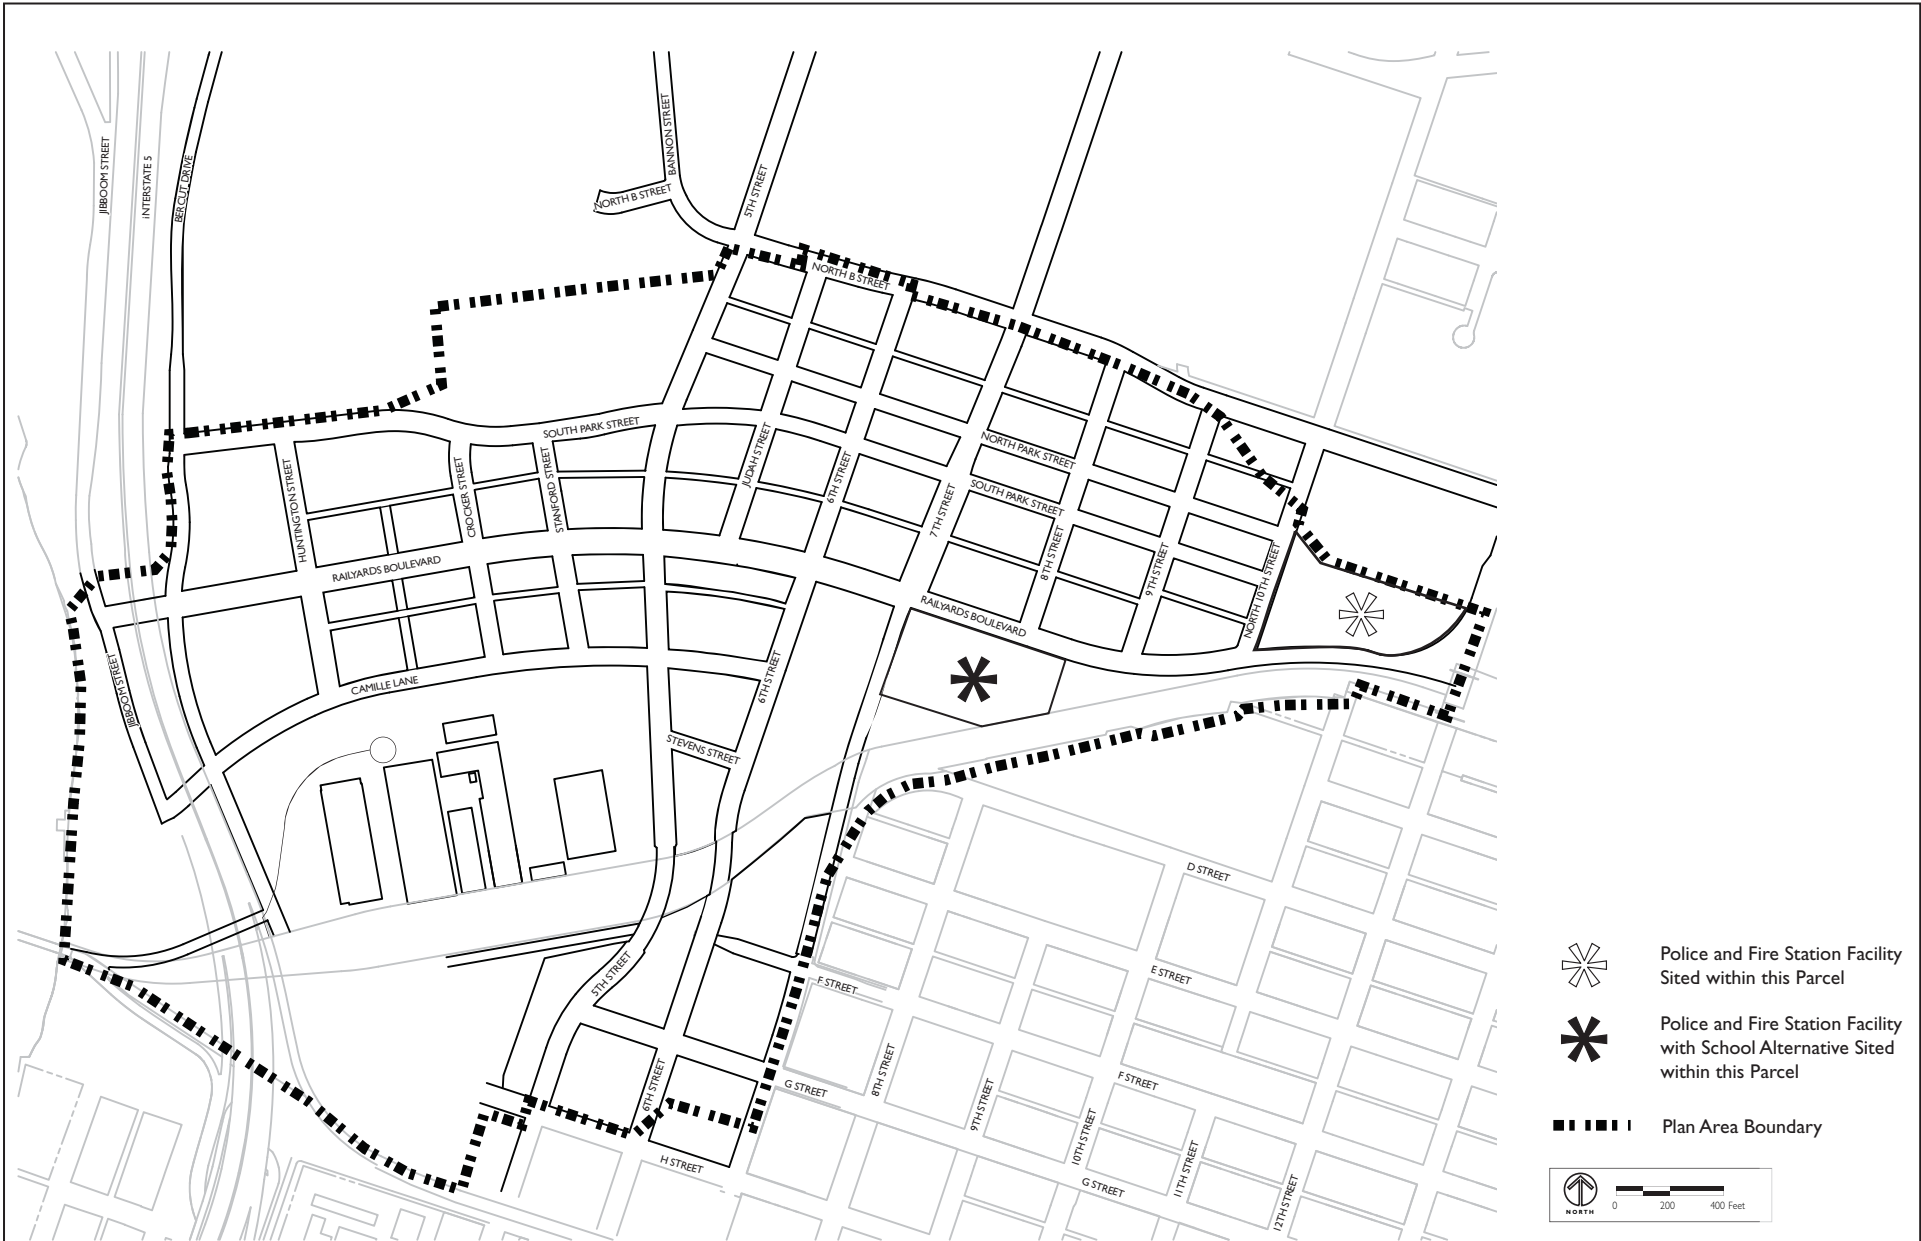 JIBBOOM STREET
INTERSTATE 5
BERCUT DRIVE
BANNON STREET
NORTH B STREET
5TH STREET
NORTH B STREET
SOUTH PARK STREET
HUNTINGTON STREET
CROCKER STREET
STANFORD STREET
JUDAH STREET
6TH STREET
7TH STREET
NORTH PARK STREET
SOUTH PARK STREET
8TH STREET
9TH STREET
NORTH 10TH STREET
RAILYARDS BOULEVARD
RAILYARDS BOULEVARD
JIBBOOM STREET
CAMILLE LANE
6TH STREET
STEVENS STREET
D STREET
E STREET
5TH STREET
F STREET
6TH STREET
G STREET
8TH STREET
9TH STREET
F STREET
10TH STREET
11TH STREET
12TH STREET
H STREET
G STREET
Police and Fire Station Facility
Sited within this Parcel
Police and Fire Station Facility
with School Alternative Sited
within this Parcel
Plan Area Boundary
NORTH
0 200 400 Feet